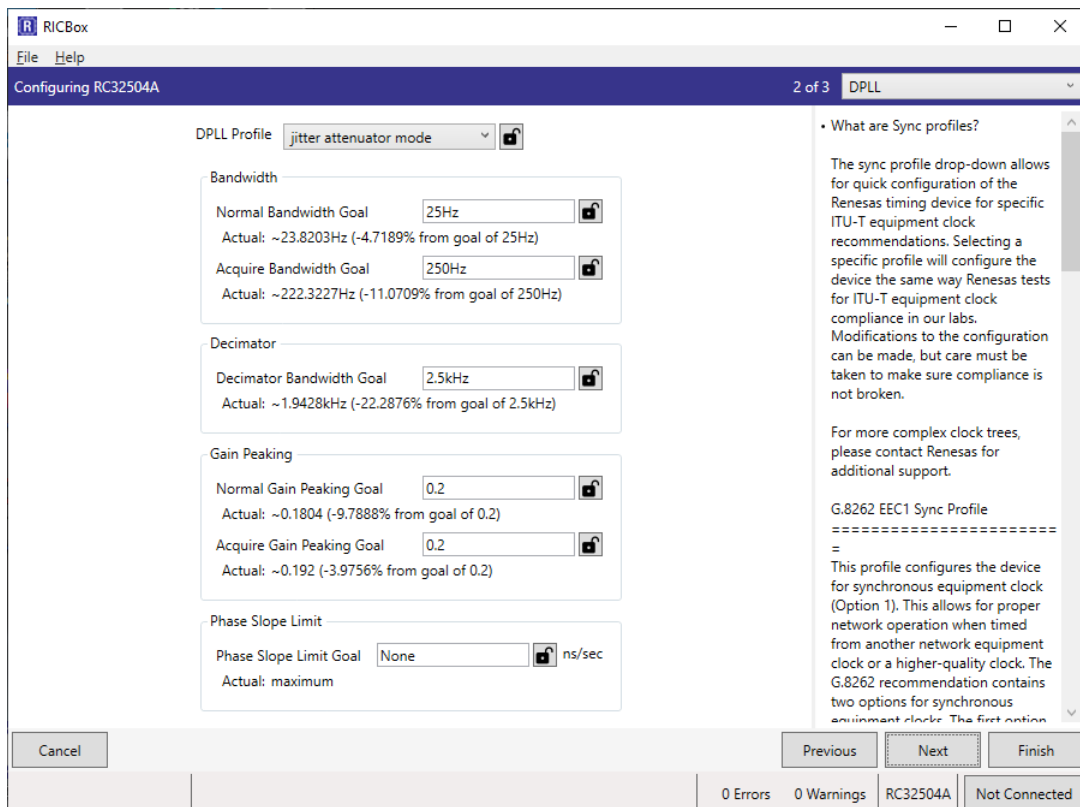 RICBox
File Help
Configuring RC32504A
2 of 3
DPLL
DPLL Profile
jitter attenuator mode
Bandwidth
Normal Bandwidth Goal
25Hz
Actual: ~23.8203Hz (-4.7189% from goal of 25Hz)
Acquire Bandwidth Goal
250Hz
Actual: ~222.3227Hz (-11.0709% from goal of 250Hz)
Decimator
Decimator Bandwidth Goal
2.5kHz
Actual: ~1.9428kHz (-22.2876% from goal of 2.5kHz)
Gain Peaking
Normal Gain Peaking Goal
0.2
Actual: ~0.1804 (-9.7888% from goal of 0.2)
Acquire Gain Peaking Goal
0.2
Actual: ~0.192 (-3.9756% from goal of 0.2)
Phase Slope Limit
Phase Slope Limit Goal
None
ns/sec
Actual: maximum
• What are Sync profiles?
The sync profile drop-down allows
for quick configuration of the
Renesas timing device for specific
ITU-T equipment clock
recommendations. Selecting a
specific profile will configure the
device the same way Renesas tests
for ITU-T equipment clock
compliance in our labs.
Modifications to the configuration
can be made, but care must be
taken to make sure compliance is
not broken.
For more complex clock trees,
please contact Renesas for
additional support.
G.8262 EEC1 Sync Profile
=======================
=
This profile configures the device
for synchronous equipment clock
(Option 1). This allows for proper
network operation when timed
from another network equipment
clock or a higher-quality clock. The
G.8262 recommendation contains
two options for synchronous
equipment clocks. The first option
Cancel
Previous
Next
Finish
0 Errors
0 Warnings
RC32504A
Not Connected